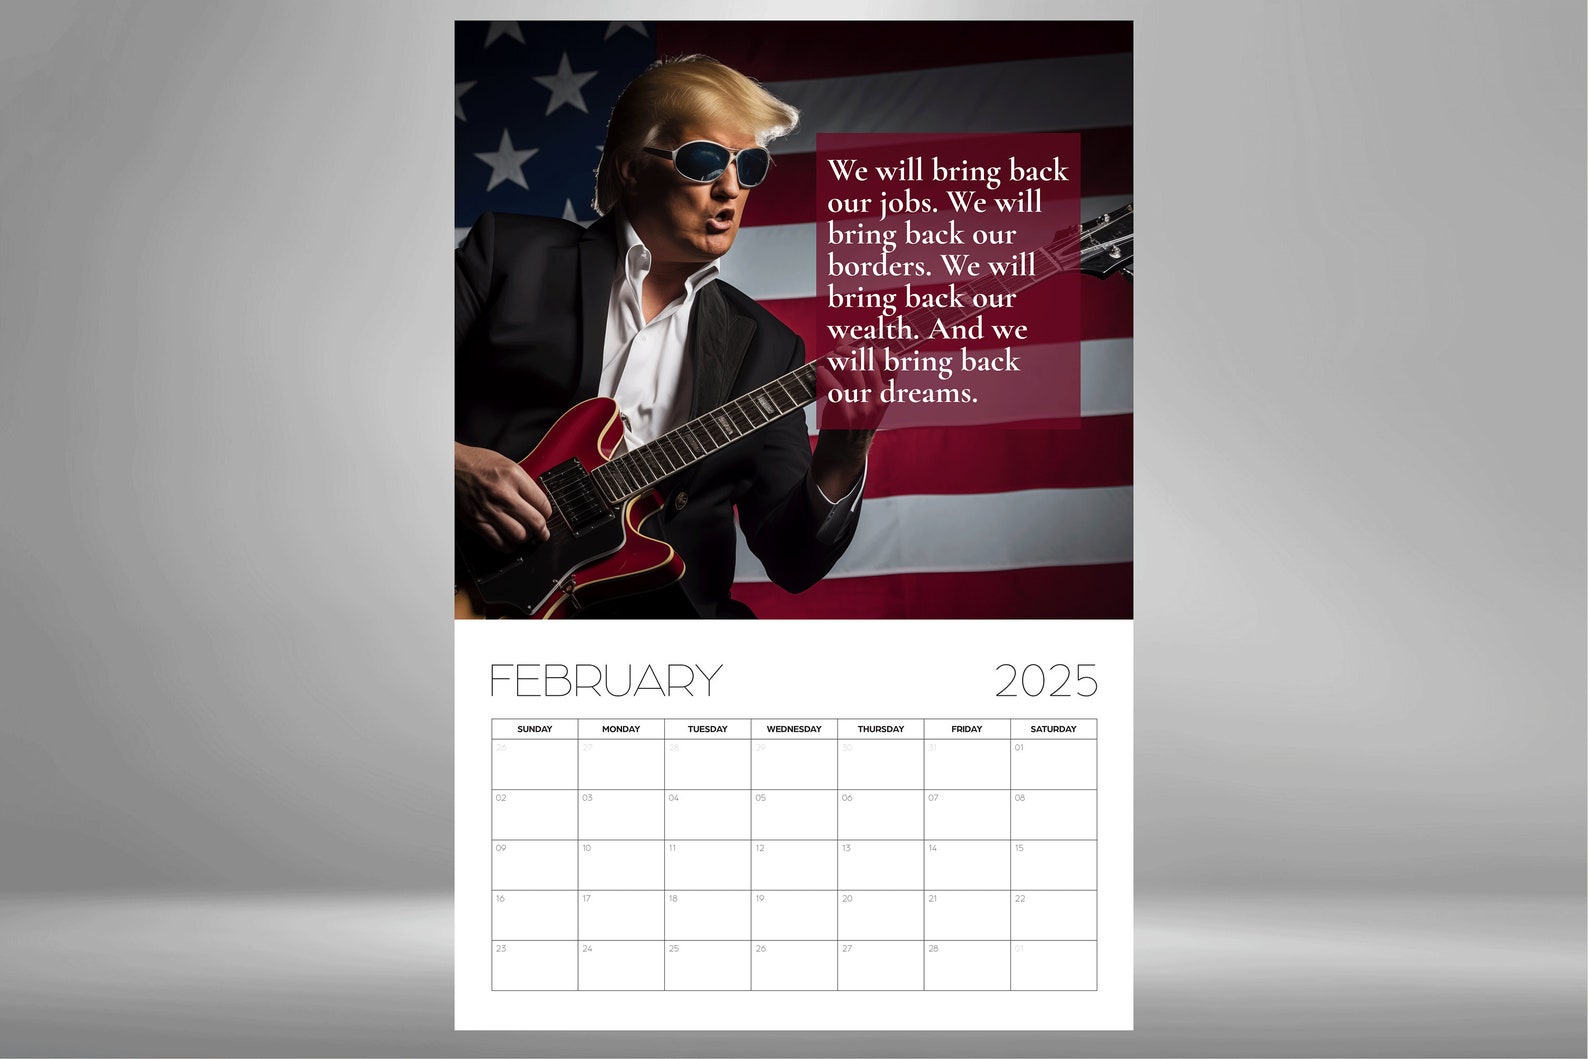 We will bring back
our jobs. We will
bring back our
borders. We will
bring back our
wealth. And we
will bring back
our dreams.
FEBRUARY 2025
SUNDAY MONDAY TUESDAY WEDNESDAY THURSDAY FRIDAY SATURDAY
26 27 28 29 30 31 01
02 03 04 05 06 07 08
09 10 11 12 13 14 15
16 17 18 19 20 21 22
23 24 25 26 27 28 01